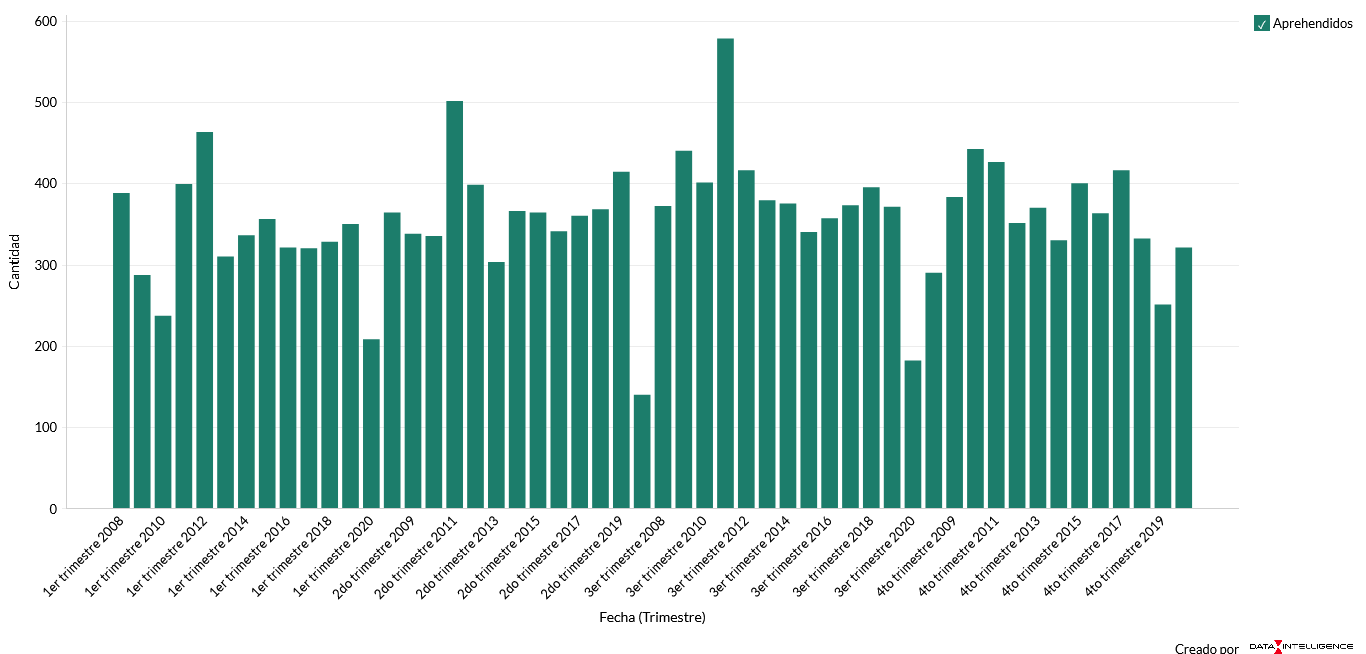 600
500
400
300
200
100
0
Cantidad
1er trimestre 2008
1er trimestre 2010
1er trimestre 2012
1er trimestre 2014
1er trimestre 2016
1er trimestre 2018
1er trimestre 2020
2do trimestre 2009
2do trimestre 2011
2do trimestre 2013
2do trimestre 2015
2do trimestre 2017
2do trimestre 2019
3er trimestre 2008
3er trimestre 2010
3er trimestre 2012
3er trimestre 2014
3er trimestre 2016
3er trimestre 2018
3er trimestre 2020
4to trimestre 2009
4to trimestre 2011
4to trimestre 2013
4to trimestre 2015
4to trimestre 2017
4to trimestre 2019
Fecha (Trimestre)
Aprehendidos
Creado por DATA INTELLIGENCE